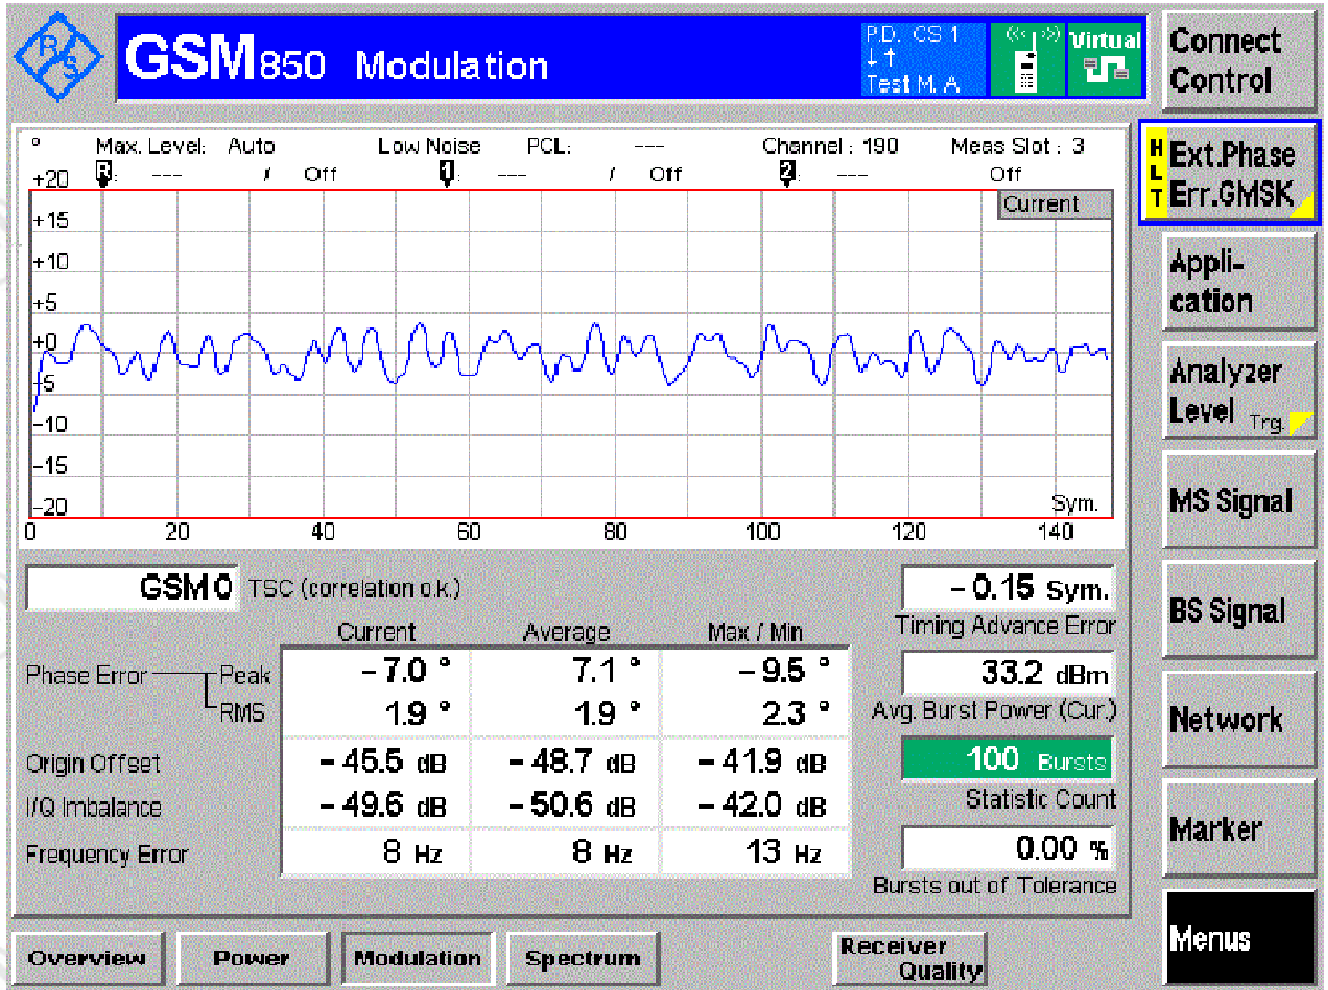 R S
GSM850 Modulation
P.D. CS 1
Test M. A.
Virtual
Connect
Control
° Max. Level: Auto Low Noise PCL: --- Channel : 190 Meas Slot : 3
R : --- / Off 1 : --- / Off 2 : --- Off
Current
+20
+15
+10
+5
+0
-5
-10
-15
-20
Sym.
0 20 40 60 80 100 120 140
HLT
Ext.Phase
Err.GMSK
Appli-
cation
Analyzer
Level Trg.
MS Signal
BS Signal
Network
Marker
Menus
GSM 0 TSC (correlation o.k.)
Current Average Max / Min
Phase Error Peak -7.0 ° 7.1 ° -9.5 °
RMS 1.9 ° 1.9 ° 2.3 °
Origin Offset -45.5 dB -48.7 dB -41.9 dB
I/Q Imbalance -49.6 dB -50.6 dB -42.0 dB
Frequency Error 8 Hz 8 Hz 13 Hz
-0.15 Sym.
Timing Advance Error
33.2 dBm
Avg. Burst Power (Cur.)
100 Bursts
Statistic Count
0.00 %
Bursts out of Tolerance
Overview Power Modulation Spectrum
Receiver
Quality